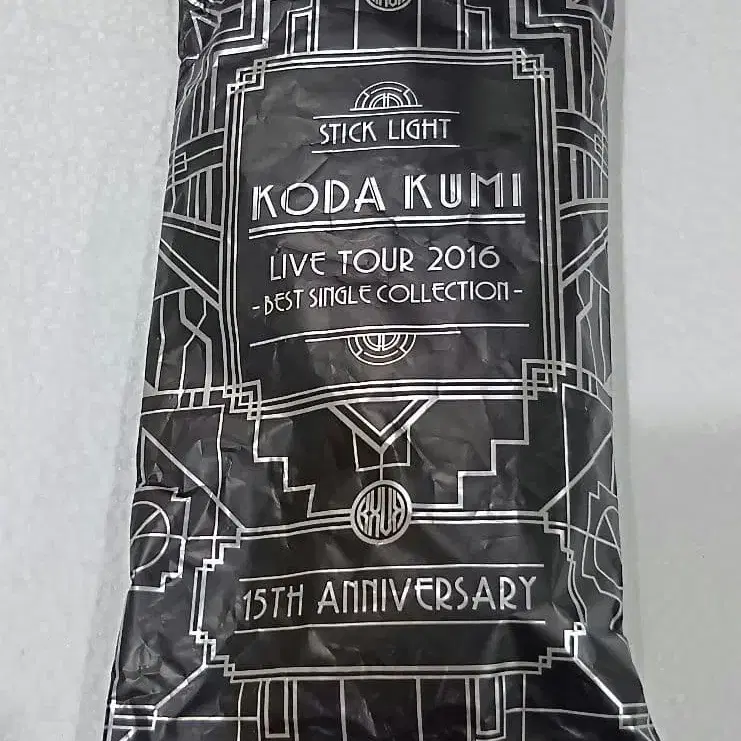 STICK LIGHT
KODA KUMI
LIVE TOUR 2016
-BEST SINGLE COLLECTION-
15TH ANNIVERSARY